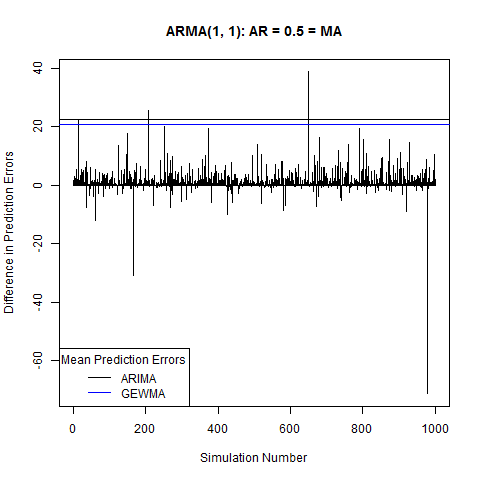 ARMA(1, 1): AR = 0.5 = MA
Difference in Prediction Errors
40
20
0
-20
-40
-60
Mean Prediction Errors
ARIMA
GEWMA
0 200 400 600 800 1000
Simulation Number